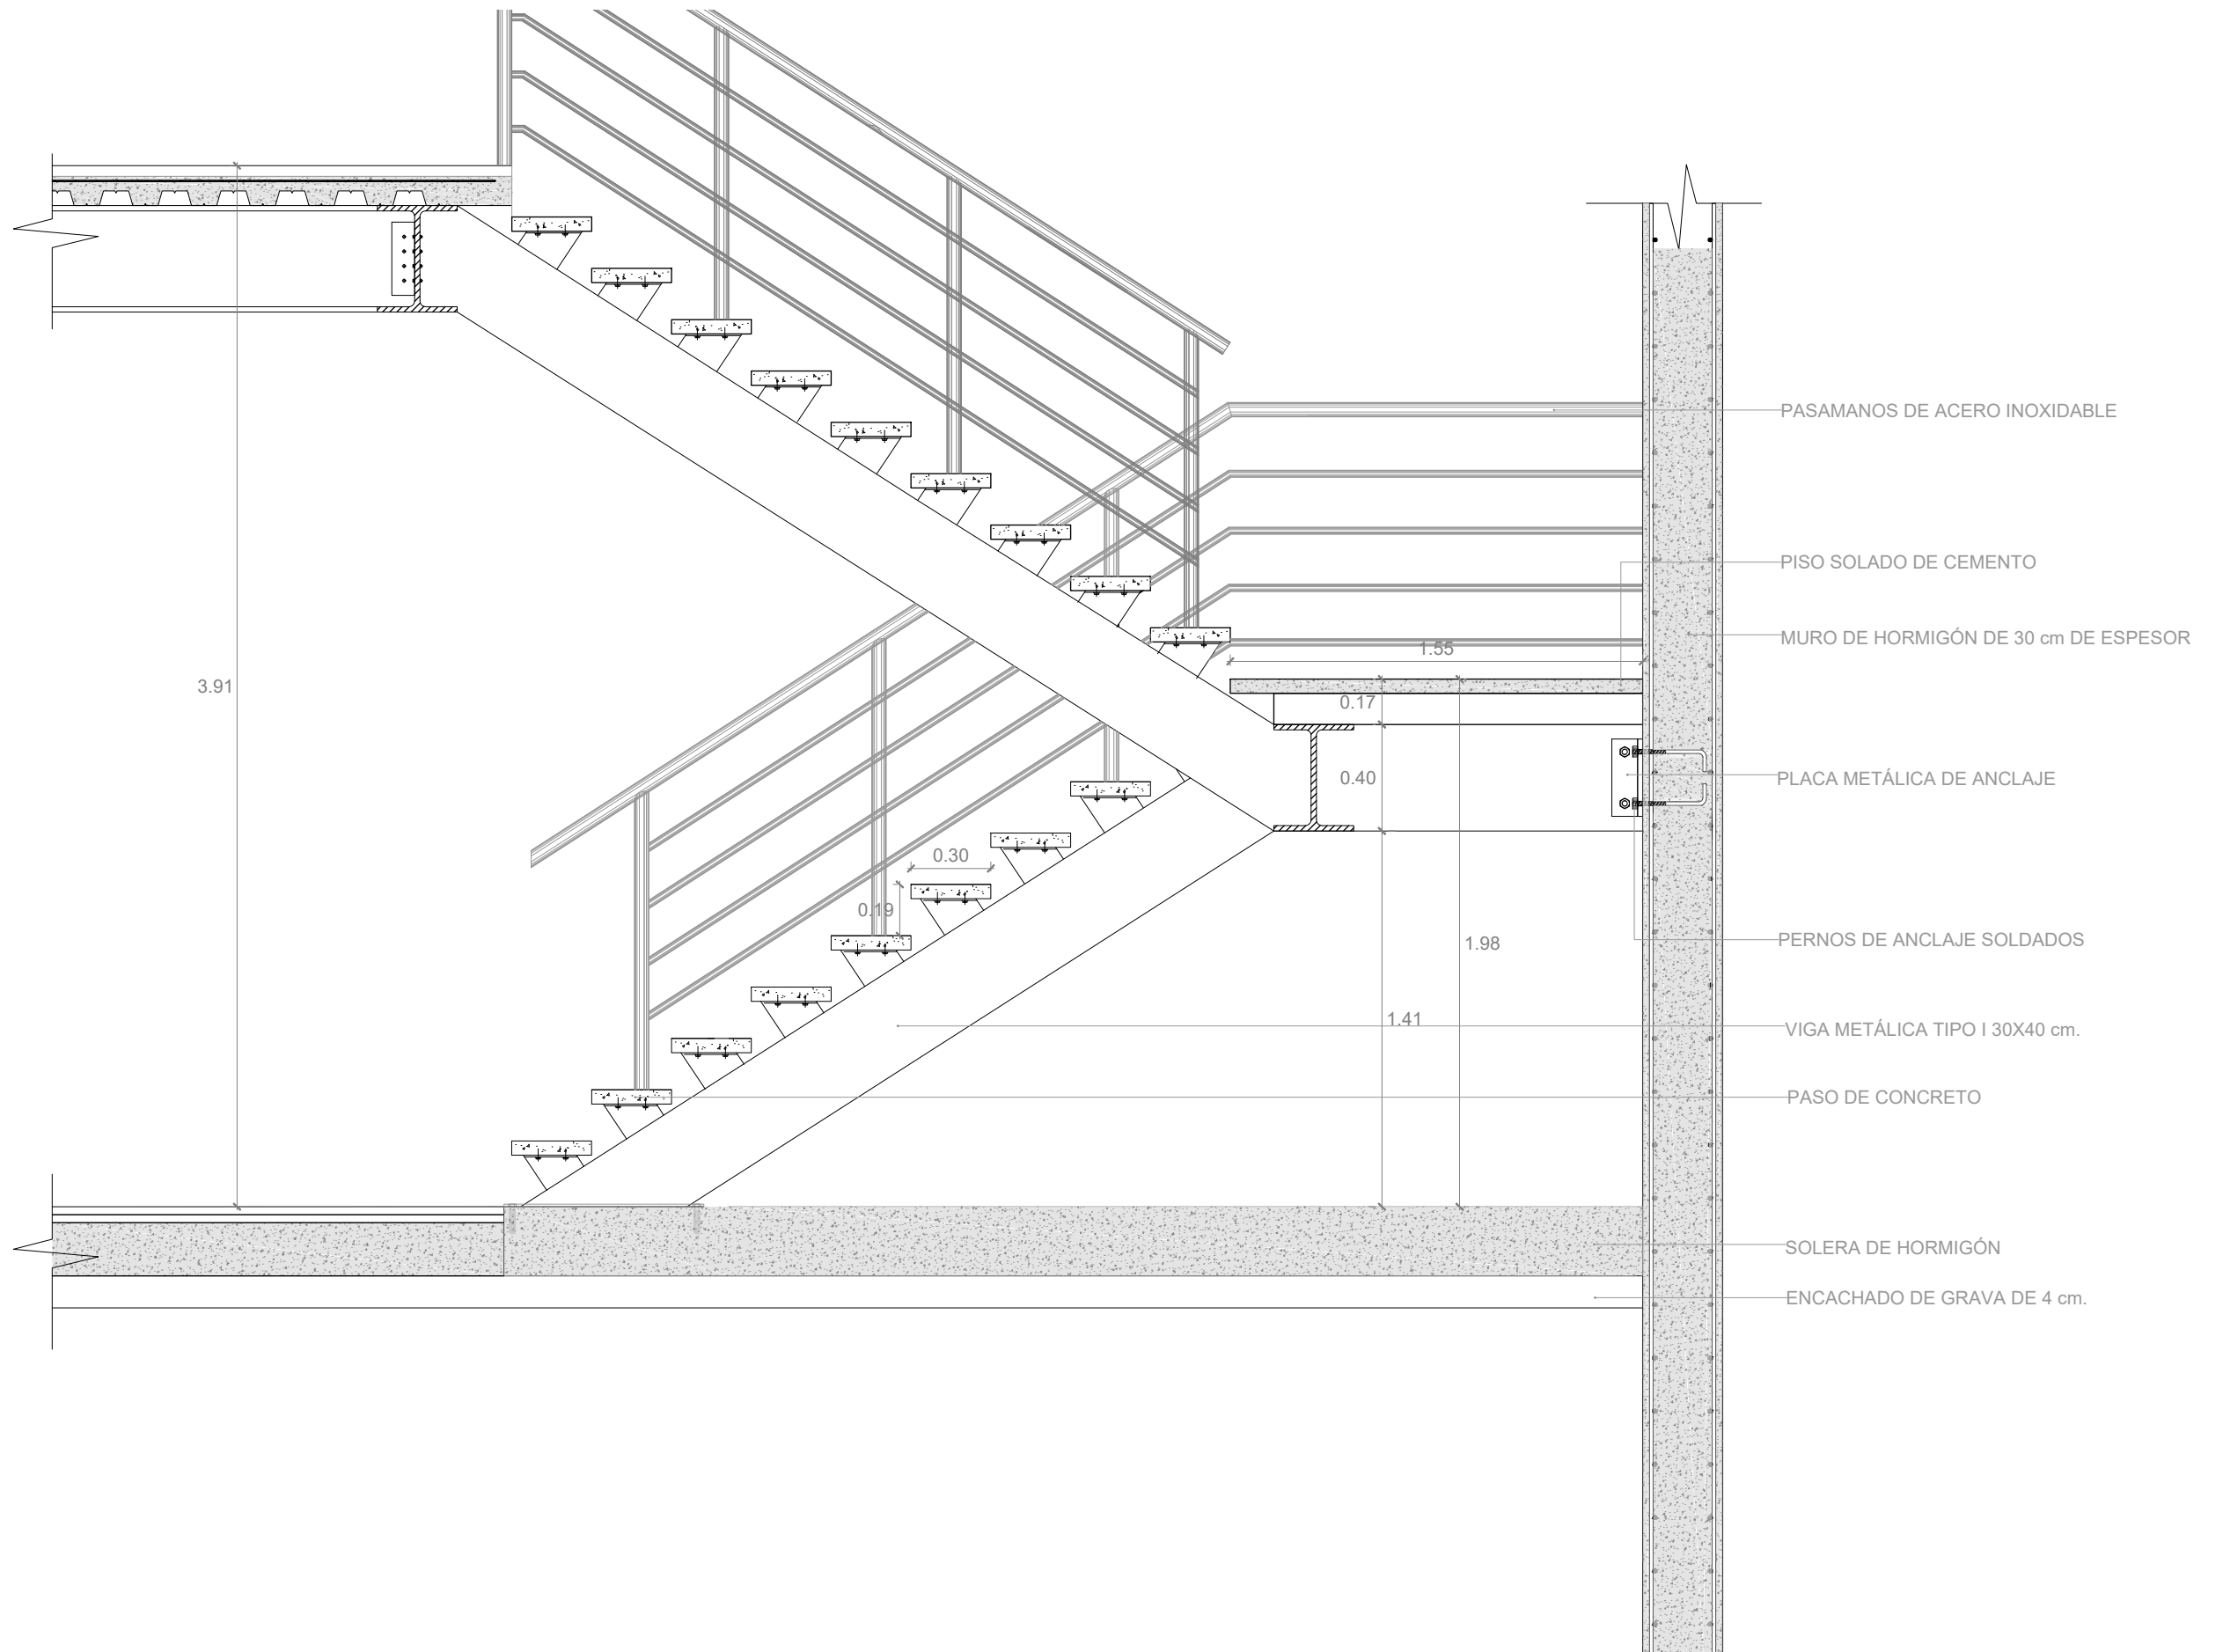 PASAMANOS DE ACERO INOXIDABLE
PISO SOLADO DE CEMENTO
MURO DE HORMIGÓN DE 30 cm DE ESPESOR
1.55
3.91
0.17
PLACA METÁLICA DE ANCLAJE
0.40
0.30
0.19
PERNOS DE ANCLAJE SOLDADOS
1.98
1.41
VIGA METÁLICA TIPO I 30X40 cm.
PASO DE CONCRETO
SOLERA DE HORMIGÓN
ENCACHADO DE GRAVA DE 4 cm.